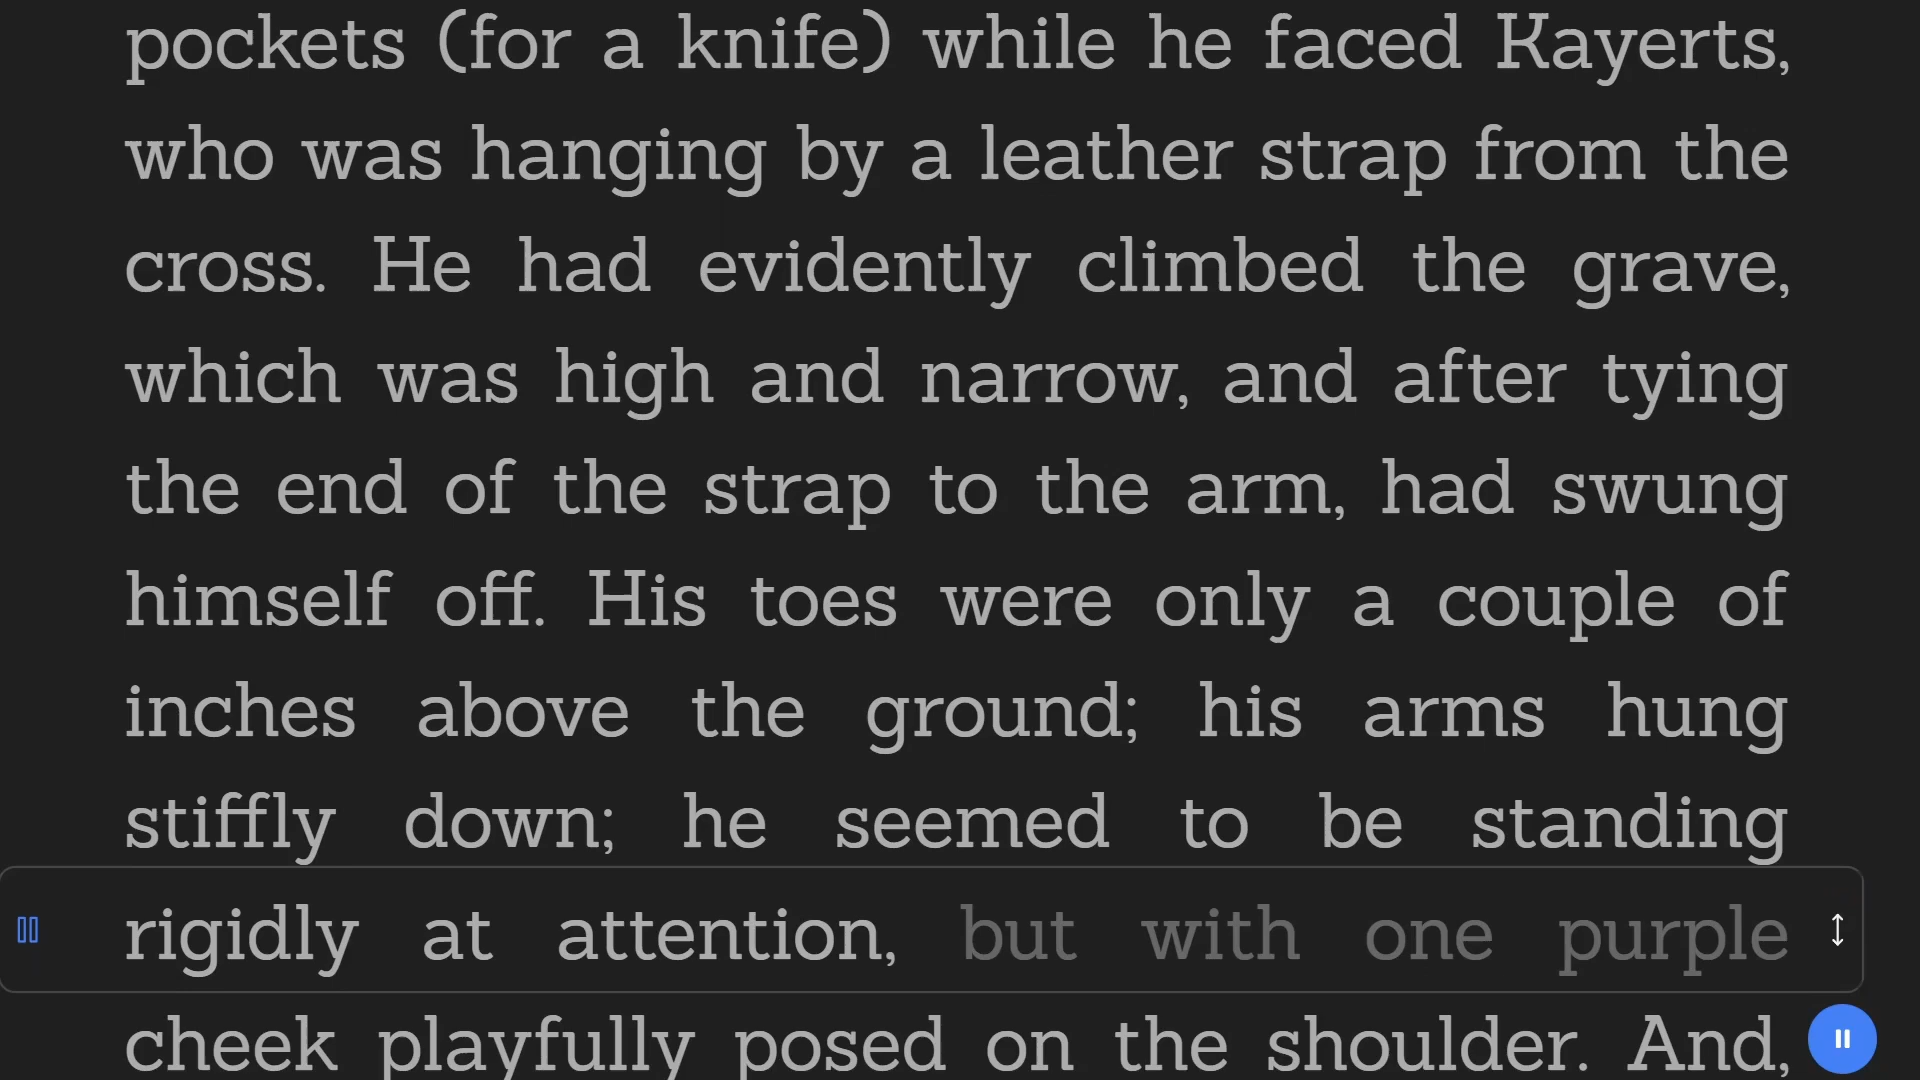 pockets (for a knife) while he faced Kayerts,
who was hanging by a leather strap from the
cross. He had evidently climbed the grave,
which was high and narrow, and after tying
the end of the strap to the arm, had swung
himself off. His toes were only a couple of
inches above the ground; his arms hung
stiffly down; he seemed to be standing
rigidly at attention, but with one purple
cheek playfully posed on the shoulder. And,